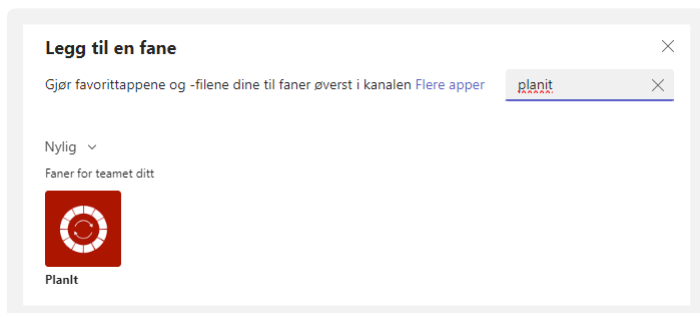 Legg til en fane
Gjør favorittappene og -filene dine til faner øverst i kanalen Flere apper
planit
Nylig
Faner for teamet ditt
PlanIt